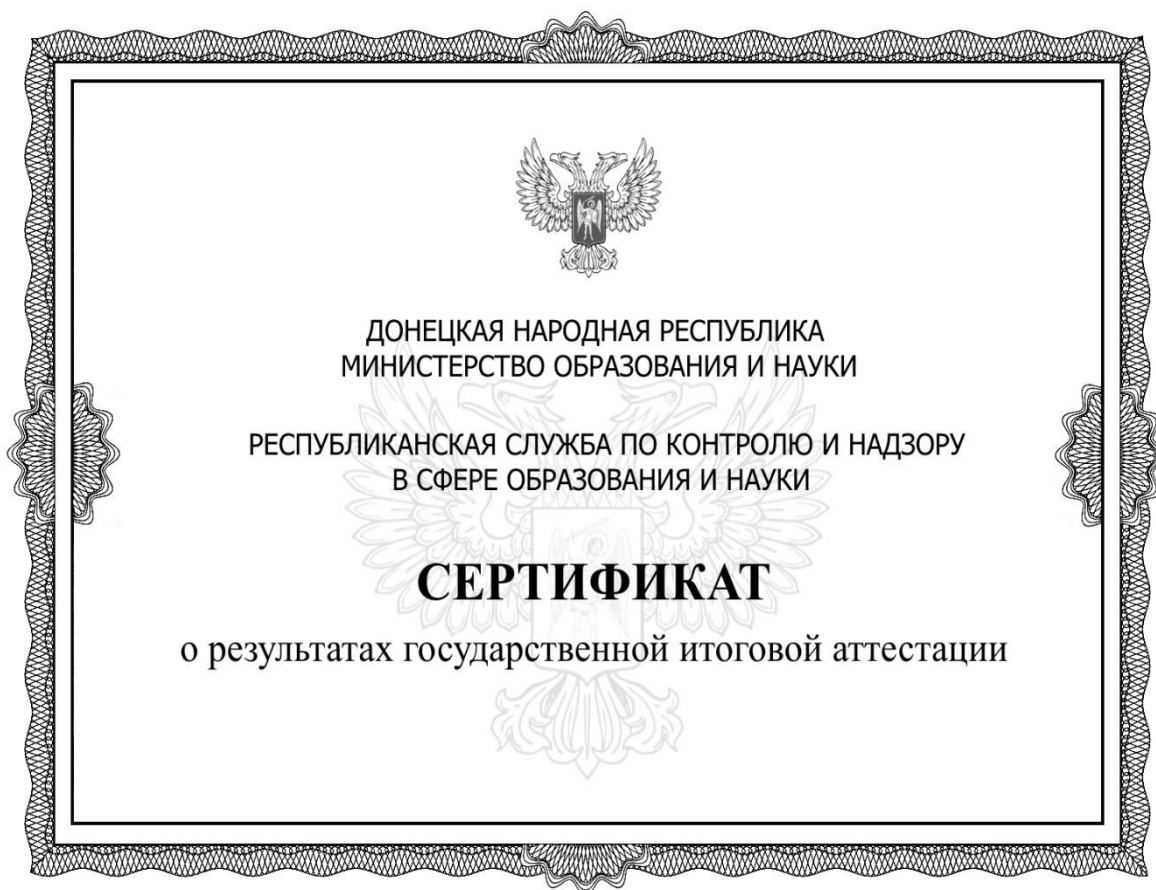 ДОНЕЦКАЯ НАРОДНАЯ РЕСПУБЛИКА
МИНИСТЕРСТВО ОБРАЗОВАНИЯ И НАУКИ
РЕСПУБЛИКАНСКАЯ СЛУЖБА ПО КОНТРОЛЮ И НАДЗОРУ
В СФЕРЕ ОБРАЗОВАНИЯ И НАУКИ
СЕРТИФИКАТ
о результатах государственной итоговой аттестации